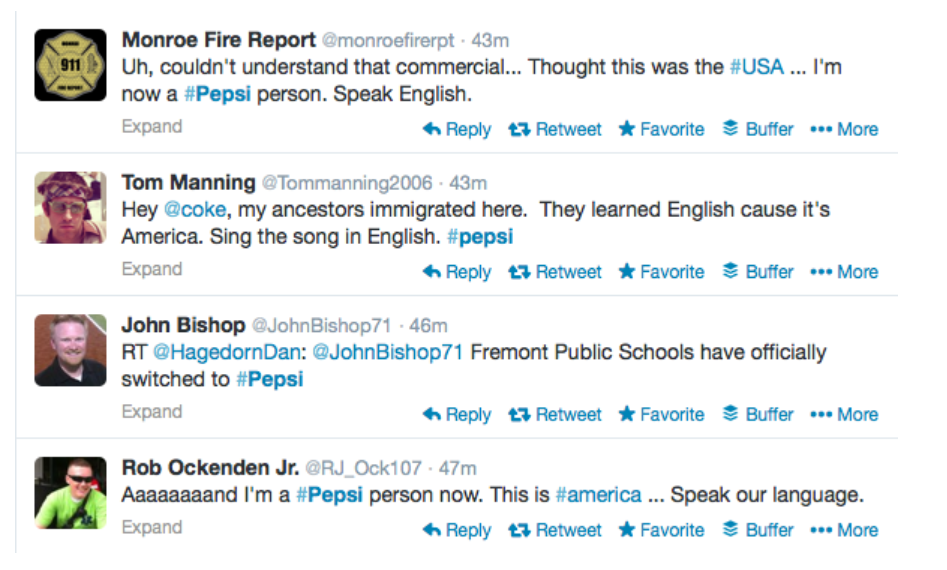 Monroe Fire Report @monroefirerpt · 43m
Uh, couldn't understand that commercial... Thought this was the #USA ... I'm
now a #Pepsi person. Speak English.
Expand Reply Retweet Favorite Buffer More
Tom Manning @Tommanning2006 · 43m
Hey @coke, my ancestors immigrated here.  They learned English cause it's
America. Sing the song in English. #pepsi
Expand Reply Retweet Favorite Buffer More
John Bishop @JohnBishop71 · 46m
RT @HagedornDan: @JohnBishop71 Fremont Public Schools have officially
switched to #Pepsi
Expand Reply Retweet Favorite Buffer More
Rob Ockenden Jr. @RJ_Ock107 · 47m
Aaaaaaaand I'm a #Pepsi person now. This is #america ... Speak our language.
Expand Reply Retweet Favorite Buffer More
911